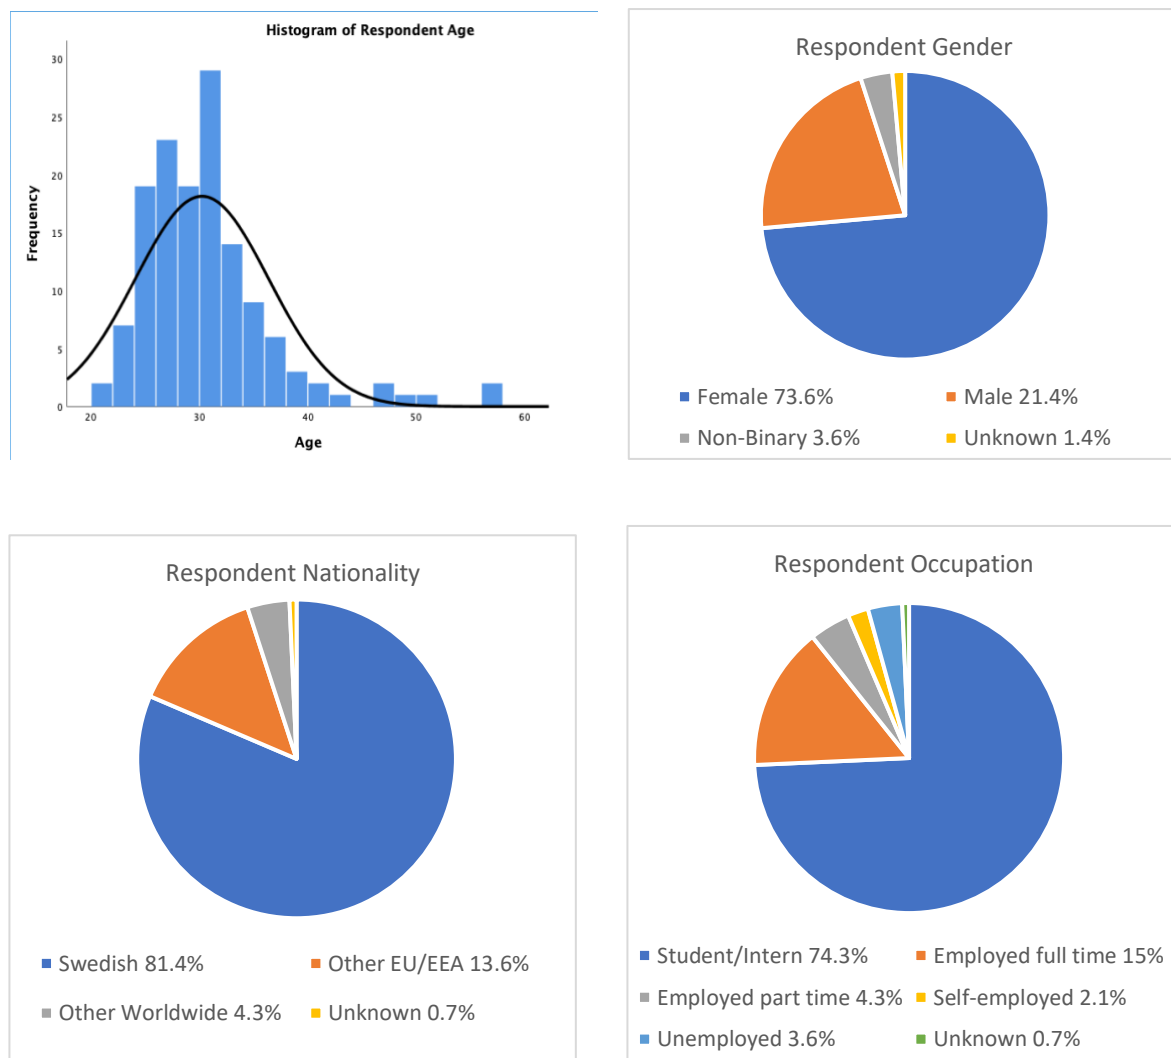 Histogram of Respondent Age
30
25
20
15
10
5
0
Frequency
20 30 40 50 60
Age
Respondent Gender
Female 73.6% Male 21.4%
Non-Binary 3.6% Unknown 1.4%
Respondent Nationality
Swedish 81.4% Other EU/EEA 13.6%
Other Worldwide 4.3% Unknown 0.7%
Respondent Occupation
Student/Intern 74.3% Employed full time 15%
Employed part time 4.3% Self-employed 2.1%
Unemployed 3.6% Unknown 0.7%